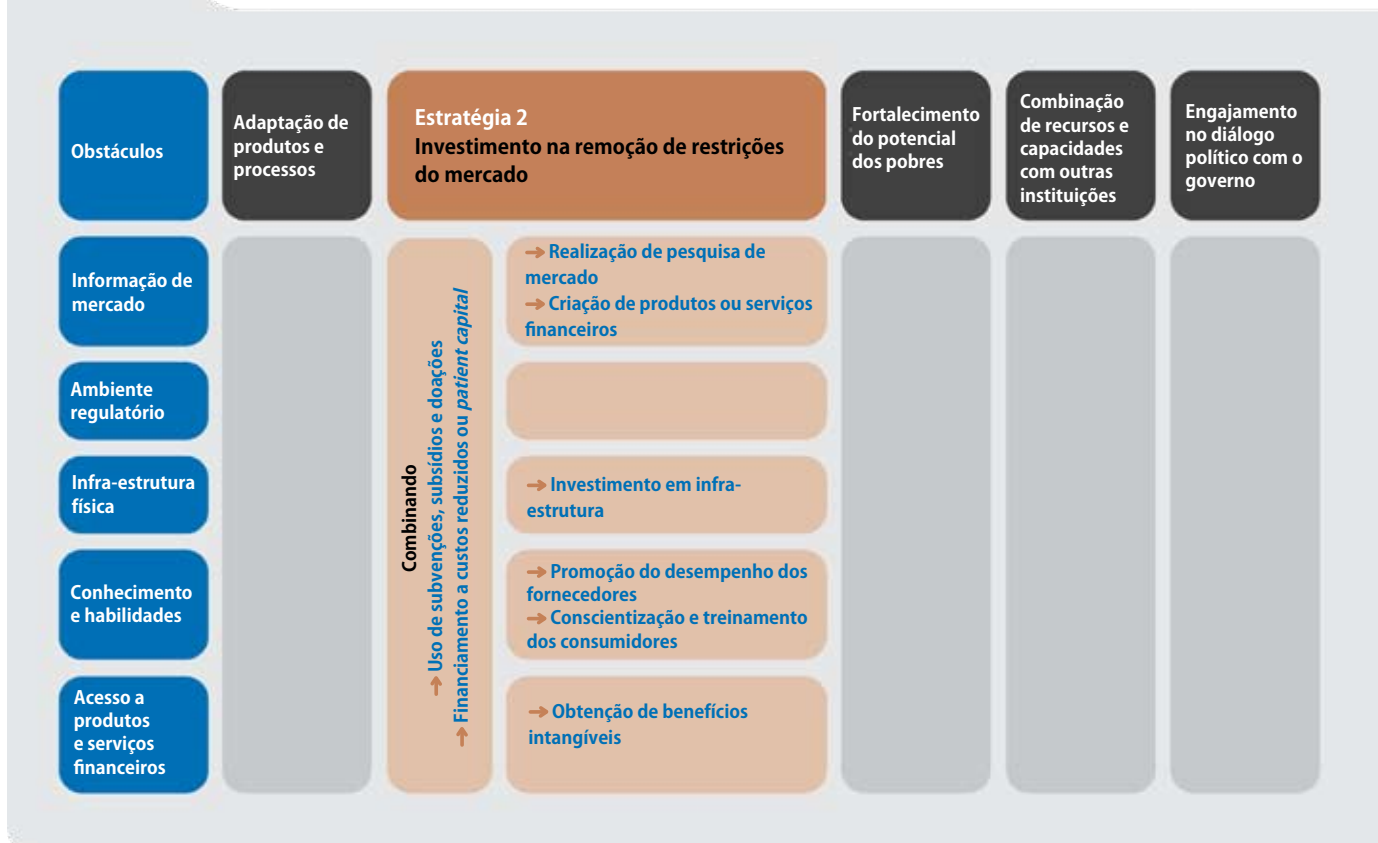 Obstáculos
Adaptação de
produtos e
processos
Estratégia 2
Investimento na remoção de restrições
do mercado
Fortalecimento
do potencial
dos pobres
Combinação
de recursos e
capacidades
com outras
instituições
Engajamento
no diálogo
político com o
governo
Informação de
mercado
Ambiente
regulatório
Infra-estrutura
física
Conhecimento
e habilidades
Acesso a
produtos
e serviços
financeiros
Combinando
→ Uso de subvenções, subsídios e doações
→ Financiamento a custos reduzidos ou patient capital
→ Realização de pesquisa de
mercado
→ Criação de produtos ou serviços
financeiros
→ Investimento em infra-
estrutura
→ Promoção do desempenho dos
fornecedores
→ Conscientização e treinamento
dos consumidores
→ Obtenção de benefícios
intangíveis